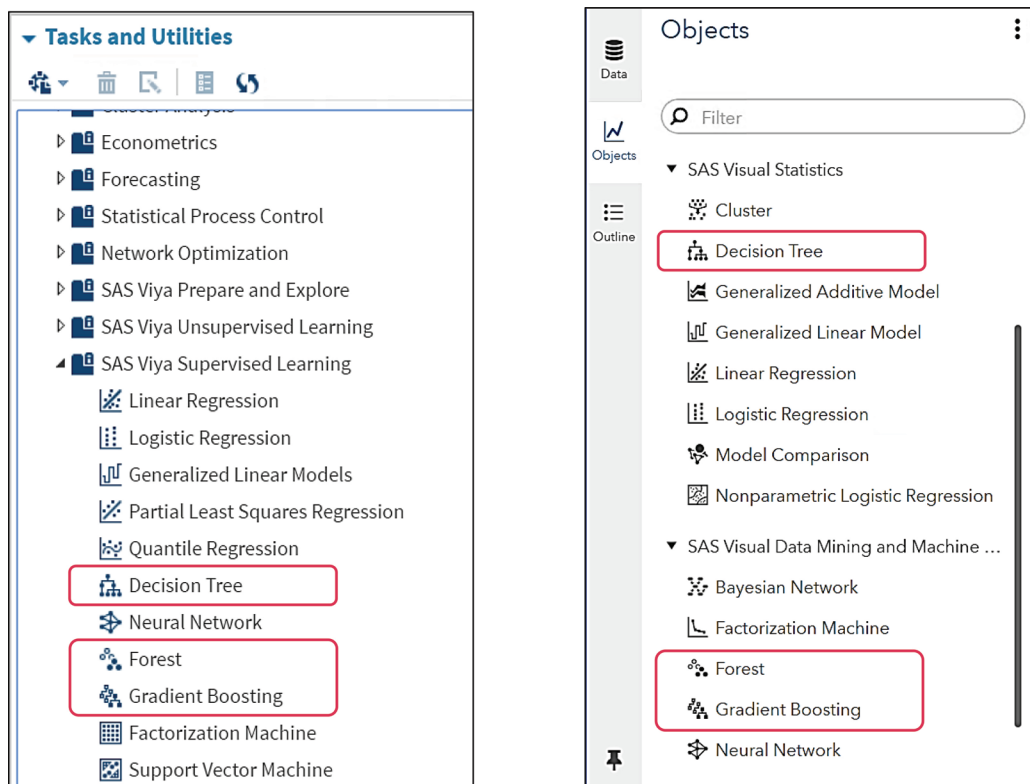 Tasks and Utilities
Cluster Analysis
Econometrics
Forecasting
Statistical Process Control
Network Optimization
SAS Viya Prepare and Explore
SAS Viya Unsupervised Learning
SAS Viya Supervised Learning
Linear Regression
Logistic Regression
Generalized Linear Models
Partial Least Squares Regression
Quantile Regression
Decision Tree
Neural Network
Forest
Gradient Boosting
Factorization Machine
Support Vector Machine
Data
Objects
Outline
Objects
Filter
SAS Visual Statistics
Cluster
Decision Tree
Generalized Additive Model
Generalized Linear Model
Linear Regression
Logistic Regression
Model Comparison
Nonparametric Logistic Regression
SAS Visual Data Mining and Machine ...
Bayesian Network
Factorization Machine
Forest
Gradient Boosting
Neural Network